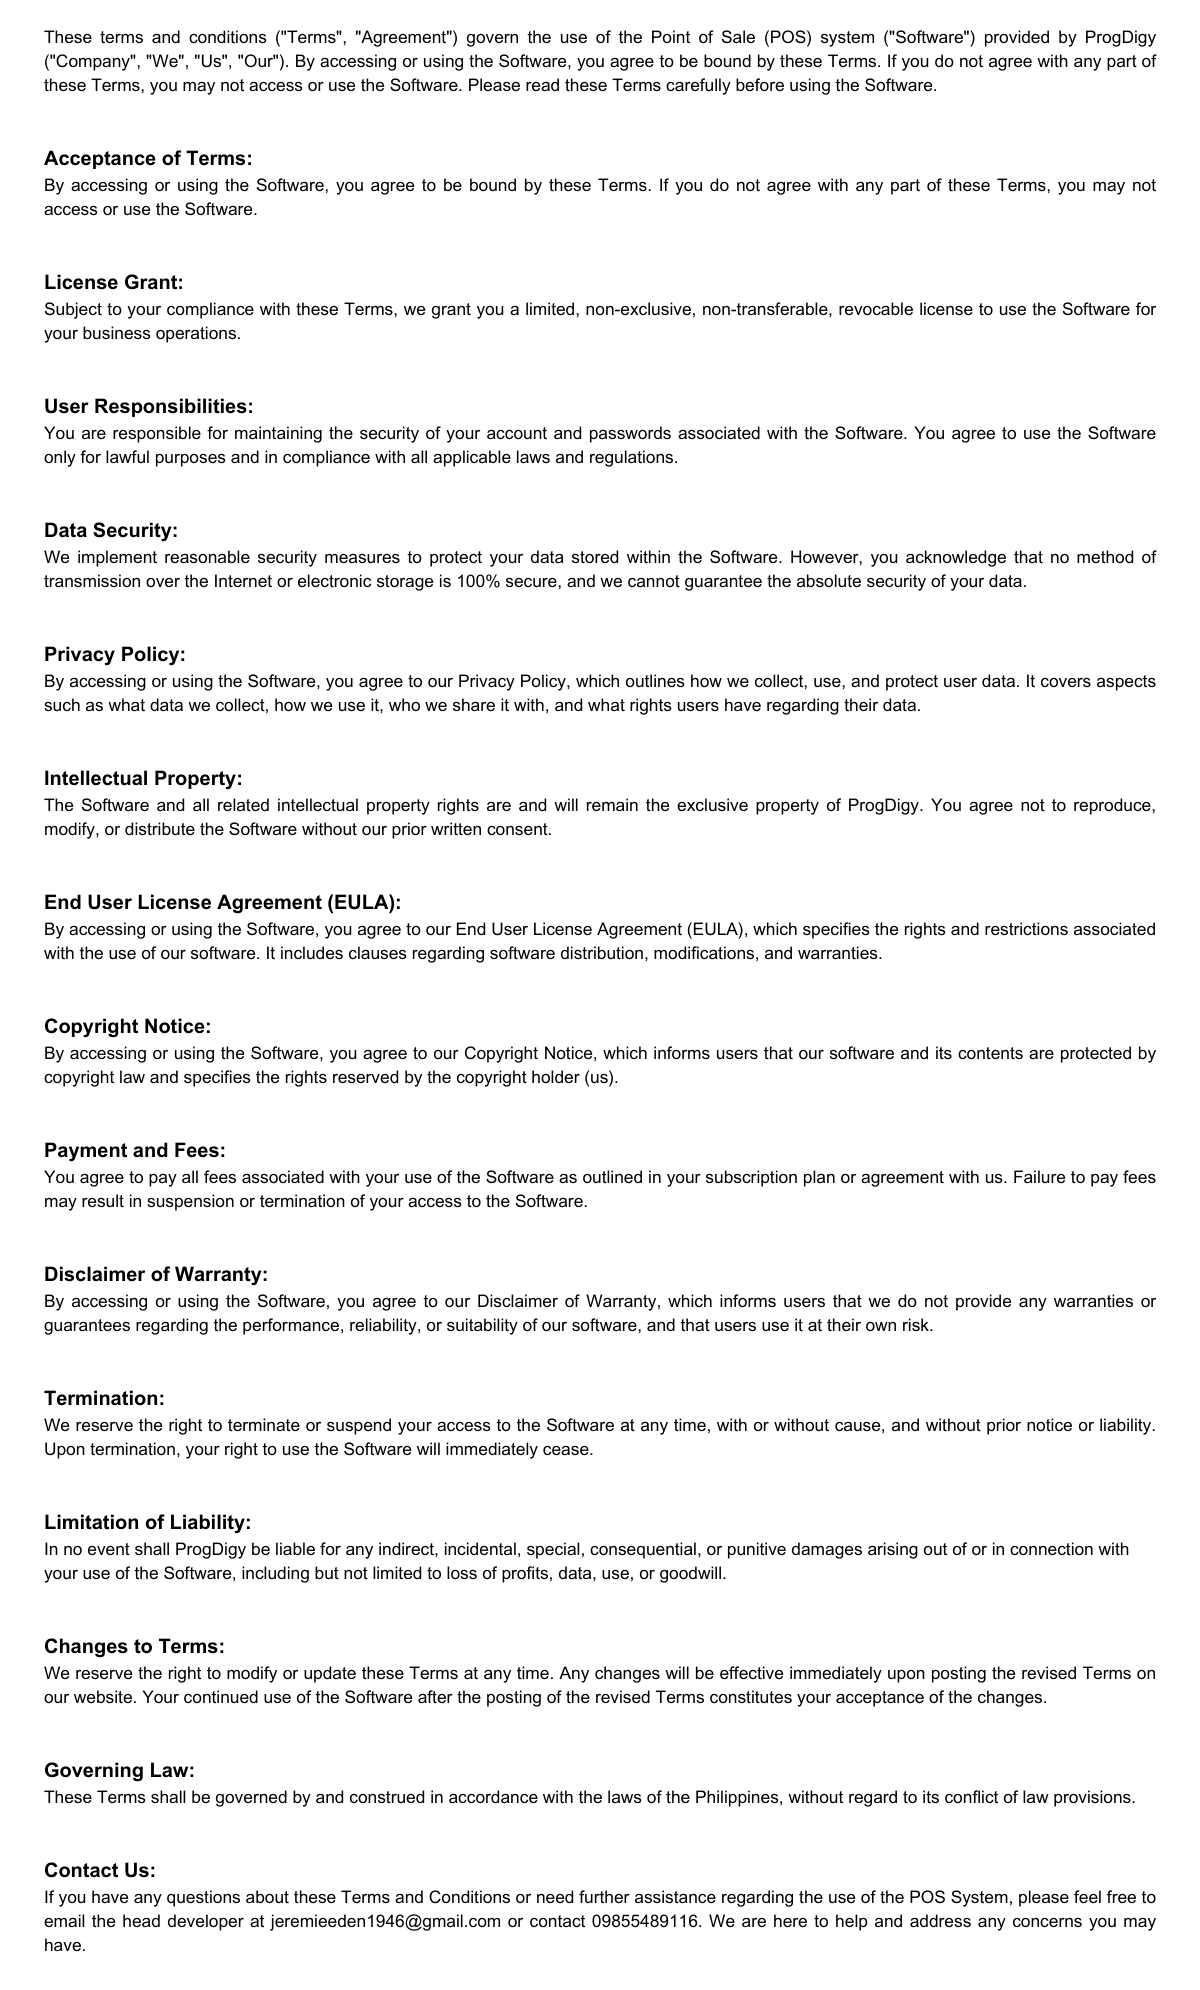 These terms and conditions ("Terms", "Agreement") govern the use of the Point of Sale (POS) system ("Software") provided by ProgDigy
("Company", "We", "Us", "Our"). By accessing or using the Software, you agree to be bound by these Terms. If you do not agree with any part of
these Terms, you may not access or use the Software. Please read these Terms carefully before using the Software.
Acceptance of Terms:
By accessing or using the Software, you agree to be bound by these Terms. If you do not agree with any part of these Terms, you may not
access or use the Software.
License Grant:
Subject to your compliance with these Terms, we grant you a limited, non-exclusive, non-transferable, revocable license to use the Software for
your business operations.
User Responsibilities:
You are responsible for maintaining the security of your account and passwords associated with the Software. You agree to use the Software
only for lawful purposes and in compliance with all applicable laws and regulations.
Data Security:
We implement reasonable security measures to protect your data stored within the Software. However, you acknowledge that no method of
transmission over the Internet or electronic storage is 100% secure, and we cannot guarantee the absolute security of your data.
Privacy Policy:
By accessing or using the Software, you agree to our Privacy Policy, which outlines how we collect, use, and protect user data. It covers aspects
such as what data we collect, how we use it, who we share it with, and what rights users have regarding their data.
Intellectual Property:
The Software and all related intellectual property rights are and will remain the exclusive property of ProgDigy. You agree not to reproduce,
modify, or distribute the Software without our prior written consent.
End User License Agreement (EULA):
By accessing or using the Software, you agree to our End User License Agreement (EULA), which specifies the rights and restrictions associated
with the use of our software. It includes clauses regarding software distribution, modifications, and warranties.
Copyright Notice:
By accessing or using the Software, you agree to our Copyright Notice, which informs users that our software and its contents are protected by
copyright law and specifies the rights reserved by the copyright holder (us).
Payment and Fees:
You agree to pay all fees associated with your use of the Software as outlined in your subscription plan or agreement with us. Failure to pay fees
may result in suspension or termination of your access to the Software.
Disclaimer of Warranty:
By accessing or using the Software, you agree to our Disclaimer of Warranty, which informs users that we do not provide any warranties or
guarantees regarding the performance, reliability, or suitability of our software, and that users use it at their own risk.
Termination:
We reserve the right to terminate or suspend your access to the Software at any time, with or without cause, and without prior notice or liability.
Upon termination, your right to use the Software will immediately cease.
Limitation of Liability:
In no event shall ProgDigy be liable for any indirect, incidental, special, consequential, or punitive damages arising out of or in connection with
your use of the Software, including but not limited to loss of profits, data, use, or goodwill.
Changes to Terms:
We reserve the right to modify or update these Terms at any time. Any changes will be effective immediately upon posting the revised Terms on
our website. Your continued use of the Software after the posting of the revised Terms constitutes your acceptance of the changes.
Governing Law:
These Terms shall be governed by and construed in accordance with the laws of the Philippines, without regard to its conflict of law provisions.
Contact Us:
If you have any questions about these Terms and Conditions or need further assistance regarding the use of the POS System, please feel free to
email the head developer at jeremieeden1946@gmail.com or contact 09855489116. We are here to help and address any concerns you may
have.